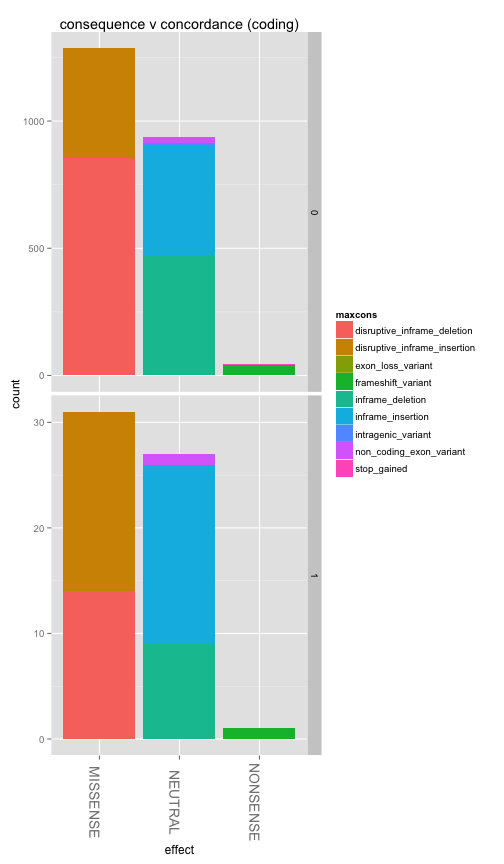 consequence v concordance (coding)
1000
500
0
0
30
20
10
0
1
count
MISSENSE
NEUTRAL
NONSENSE
effect
maxcons
disruptive_inframe_deletion
disruptive_inframe_insertion
exon_loss_variant
frameshift_variant
inframe_deletion
inframe_insertion
intragenic_variant
non_coding_exon_variant
stop_gained